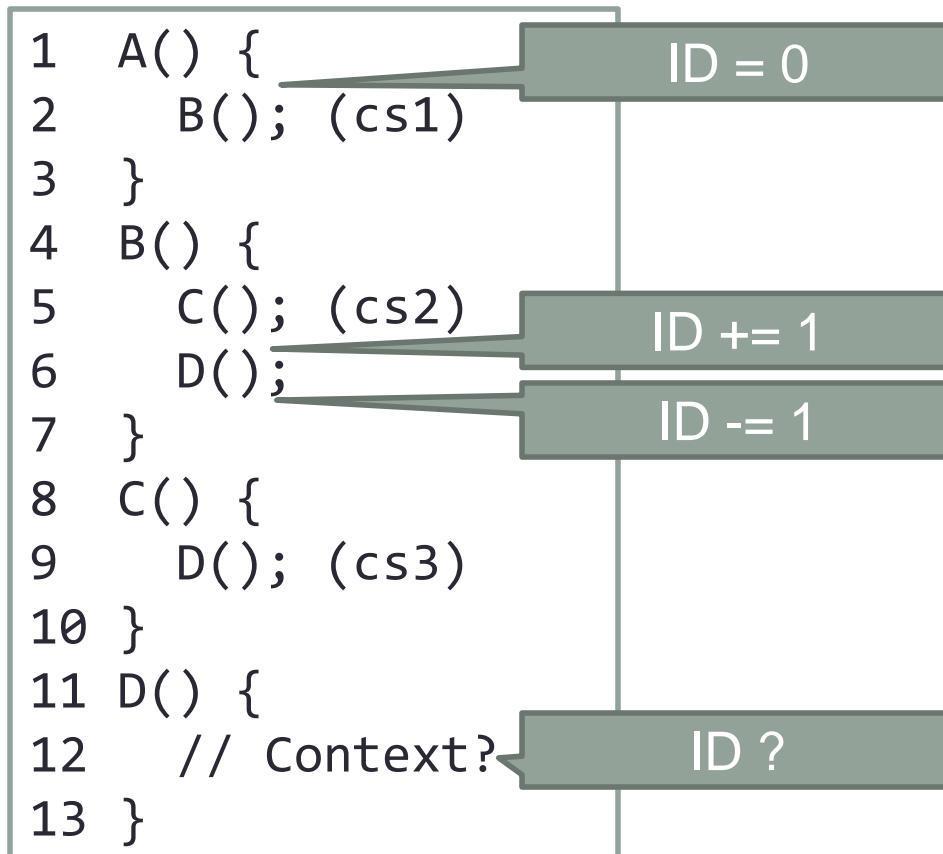 1 A() {
ID = 0
2 B(); (cs1)
3 }
4 B() {
5 C(); (cs2)
ID += 1
6 D();
ID -= 1
7 }
8 C() {
9 D(); (cs3)
10 }
11 D() {
12 // Context?
ID ?
13 }